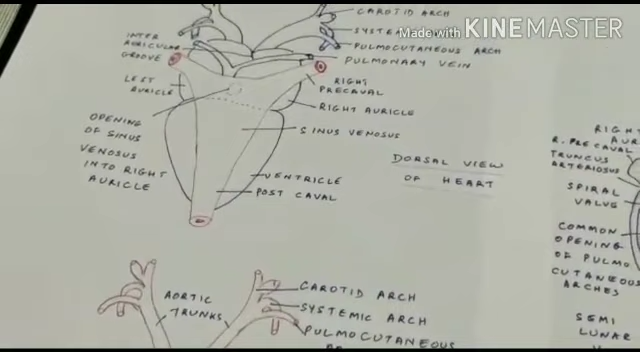 CAROTID ARCH
Made with KINEMASTER
PULMOCUTANEOUS ARCH
PULMONARY VEIN
INTER
AURICULAR
GROOVE
LEFT
AURICLE
RIGHT
PRECAVAL
RIGHT AURICLE
OPENING
OF SINUS
VENOSUS
INTO RIGHT
AURICLE
SINUS VENOSUS
VENTRICLE
POST CAVAL
DORSAL VIEW
OF HEART
AORTIC
TRUNKS
CAROTID ARCH
SYSTEMIC ARCH
PULMOCUTANEOUS
R. PRECAVAL
TRUNCUS
ARTERIOSUS
SPIRAL
VALVE
COMMON
OPENING
OF PULMO
CUTANEOUS
ARCHES
SEMI
LUNAR